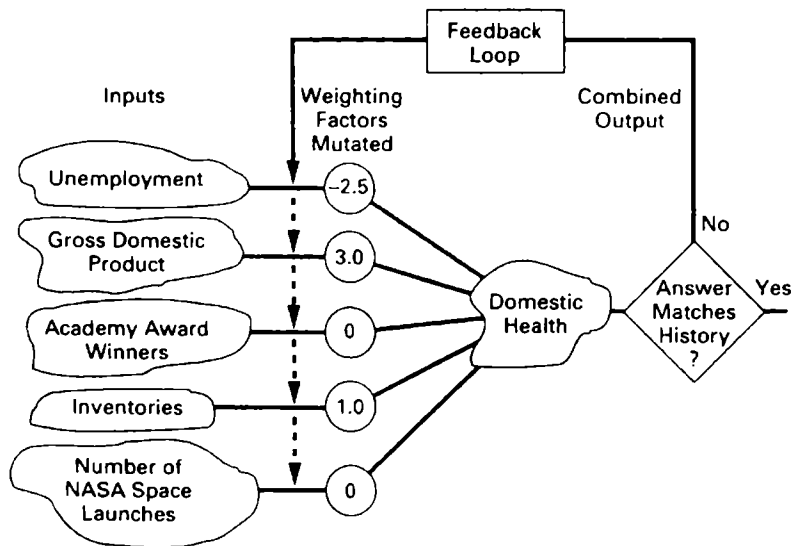 Feedback
Loop
Inputs
Weighting
Factors
Mutated
Combined
Output
Unemployment
−2.5
Gross Domestic
Product
3.0
No
Domestic
Health
Answer
Matches
History
?
Yes
Academy Award
Winners
0
Inventories
1.0
Number of
NASA Space
Launches
0